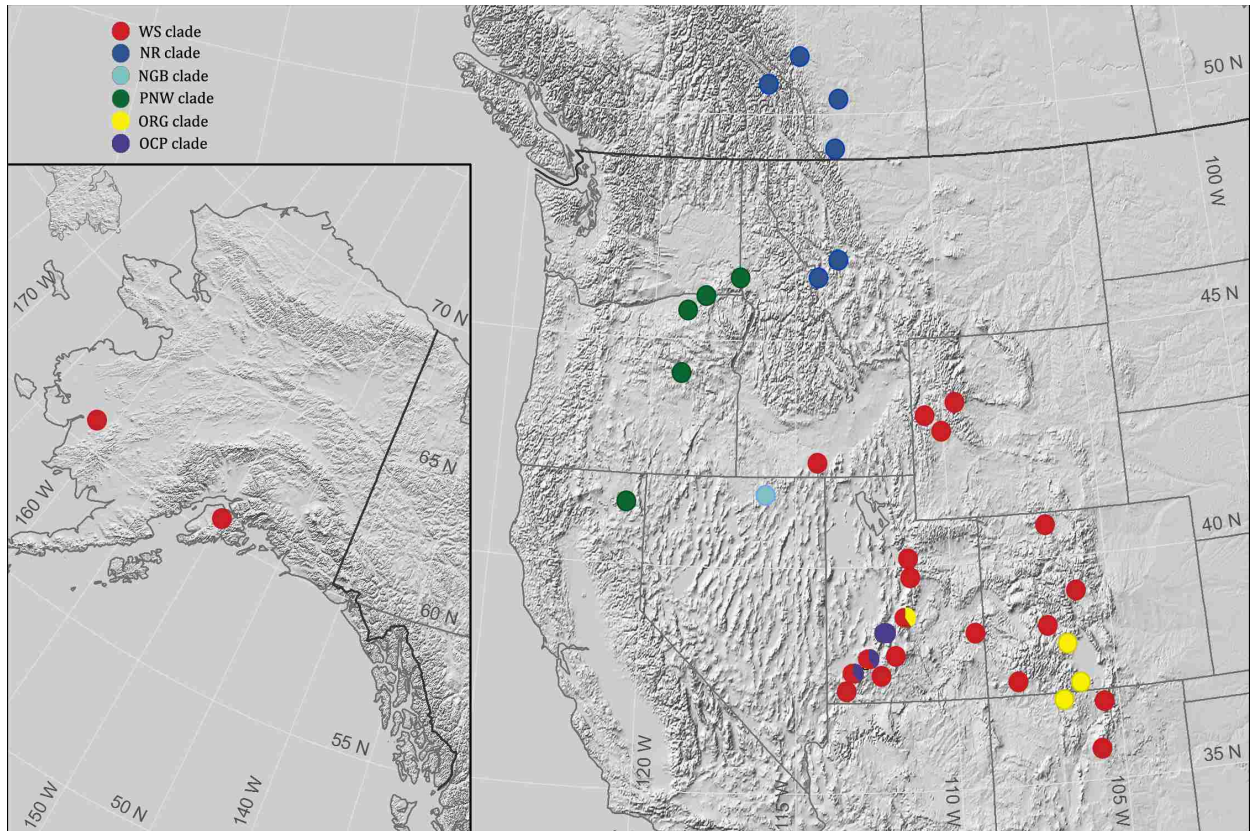 WS clade
NR clade
NGB clade
PNW clade
ORG clade
OCP clade
50 N
100 W
45 N
40 N
35 N
120 W
115 W
110 W
105 W
170 W
70 N
65 N
160 W
60 N
55 N
150 W
50 N
140 W